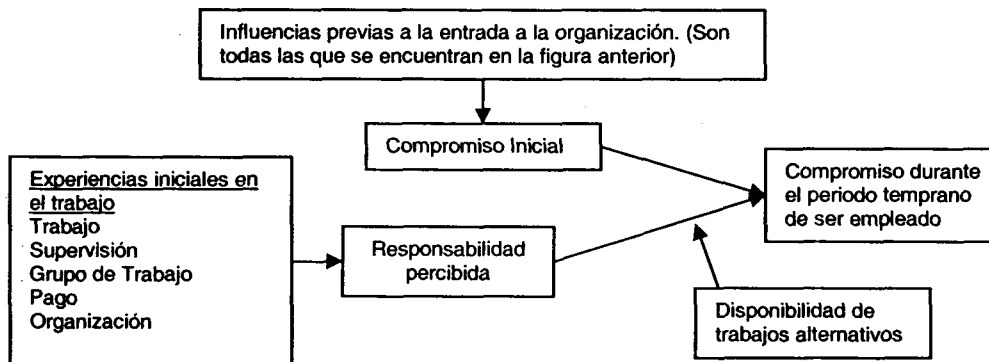 Influencias previas a la entrada a la organización. (Son
todas las que se encuentran en la figura anterior)
Compromiso Inicial
Experiencias iniciales en
el trabajo
Trabajo
Supervisión
Grupo de Trabajo
Pago
Organización
Responsabilidad
percibida
Compromiso durante
el periodo temprano
de ser empleado
Disponibilidad de
trabajos alternativos